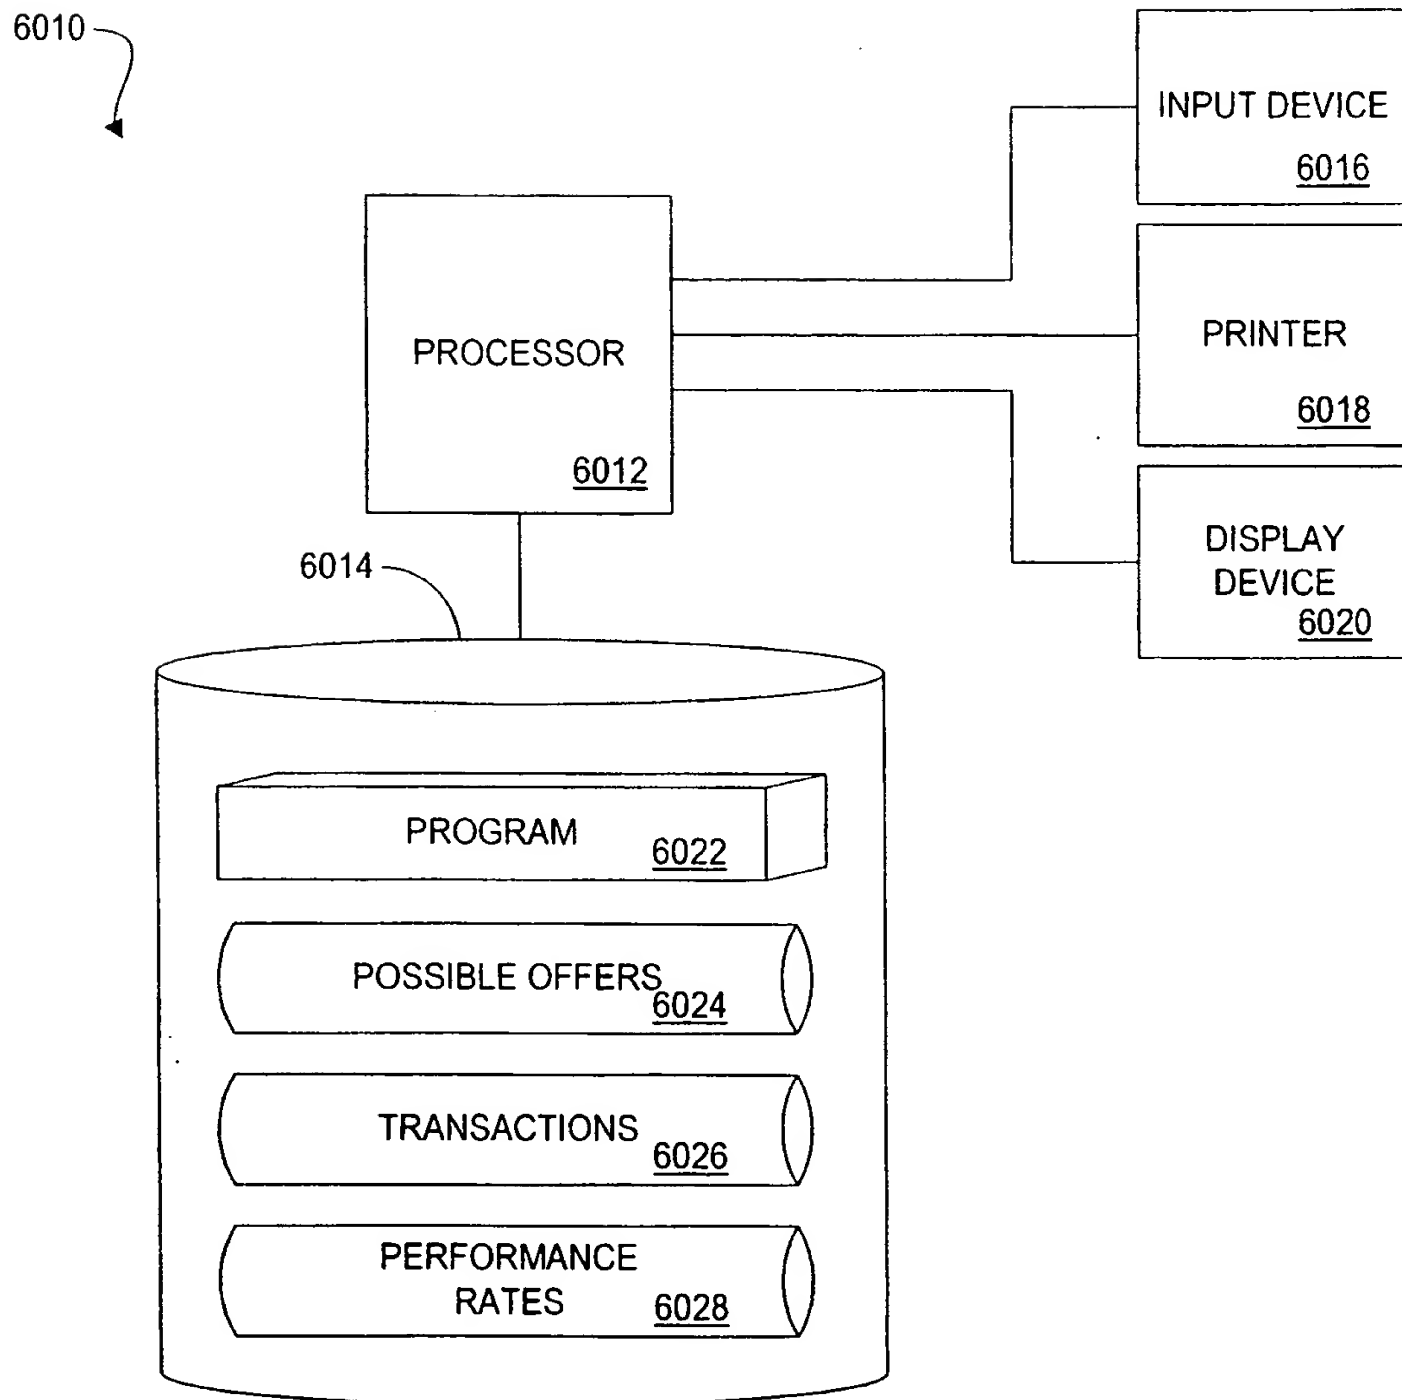 6010
INPUT DEVICE
6016
PROCESSOR
6012
PRINTER
6018
DISPLAY
DEVICE
6020
6014
PROGRAM
6022
POSSIBLE OFFERS
6024
TRANSACTIONS
6026
PERFORMANCE
RATES
6028